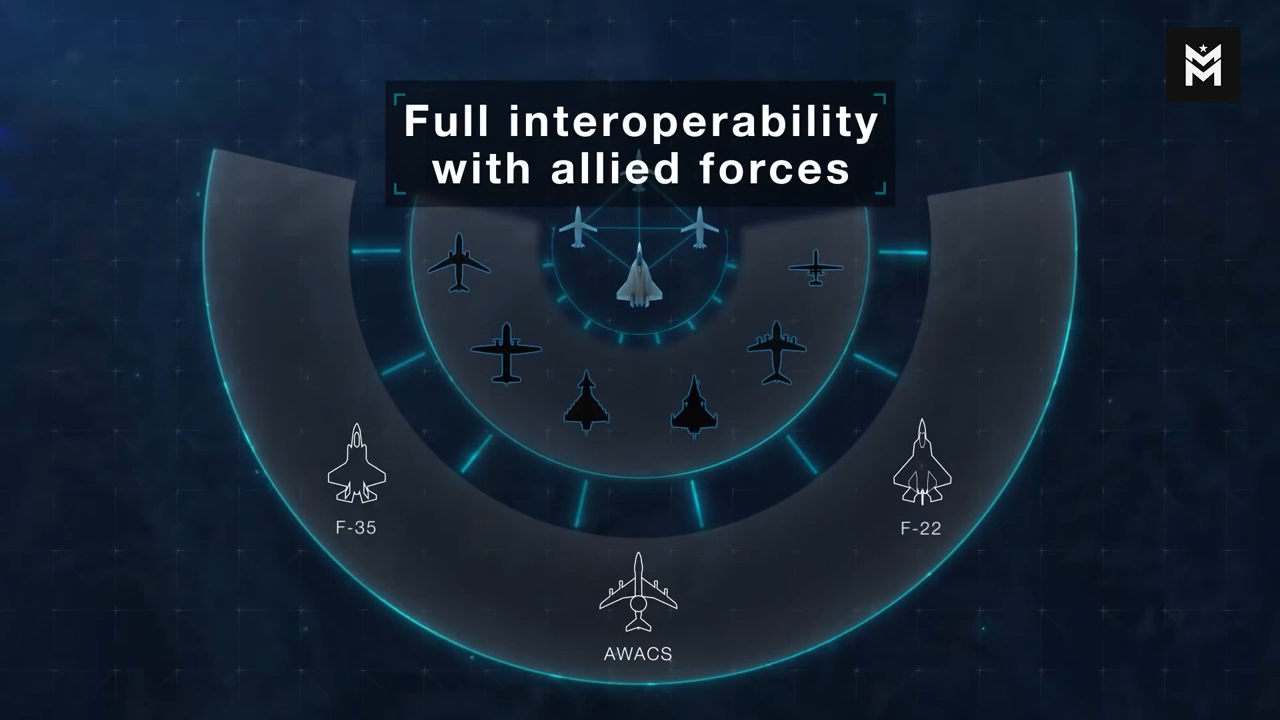 Full interoperability
with allied forces
F-35
F-22
AWACS